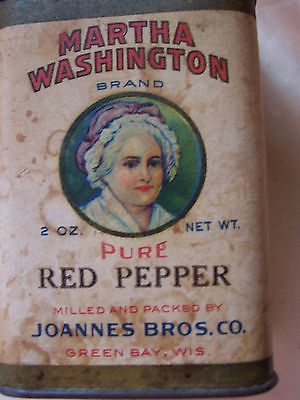 MARTHA
WASHINGTON
BRAND
2 OZ. NET WT.
PURE
RED PEPPER
MILLED AND PACKED BY
JOANNES BROS. CO.
GREEN BAY, WIS.